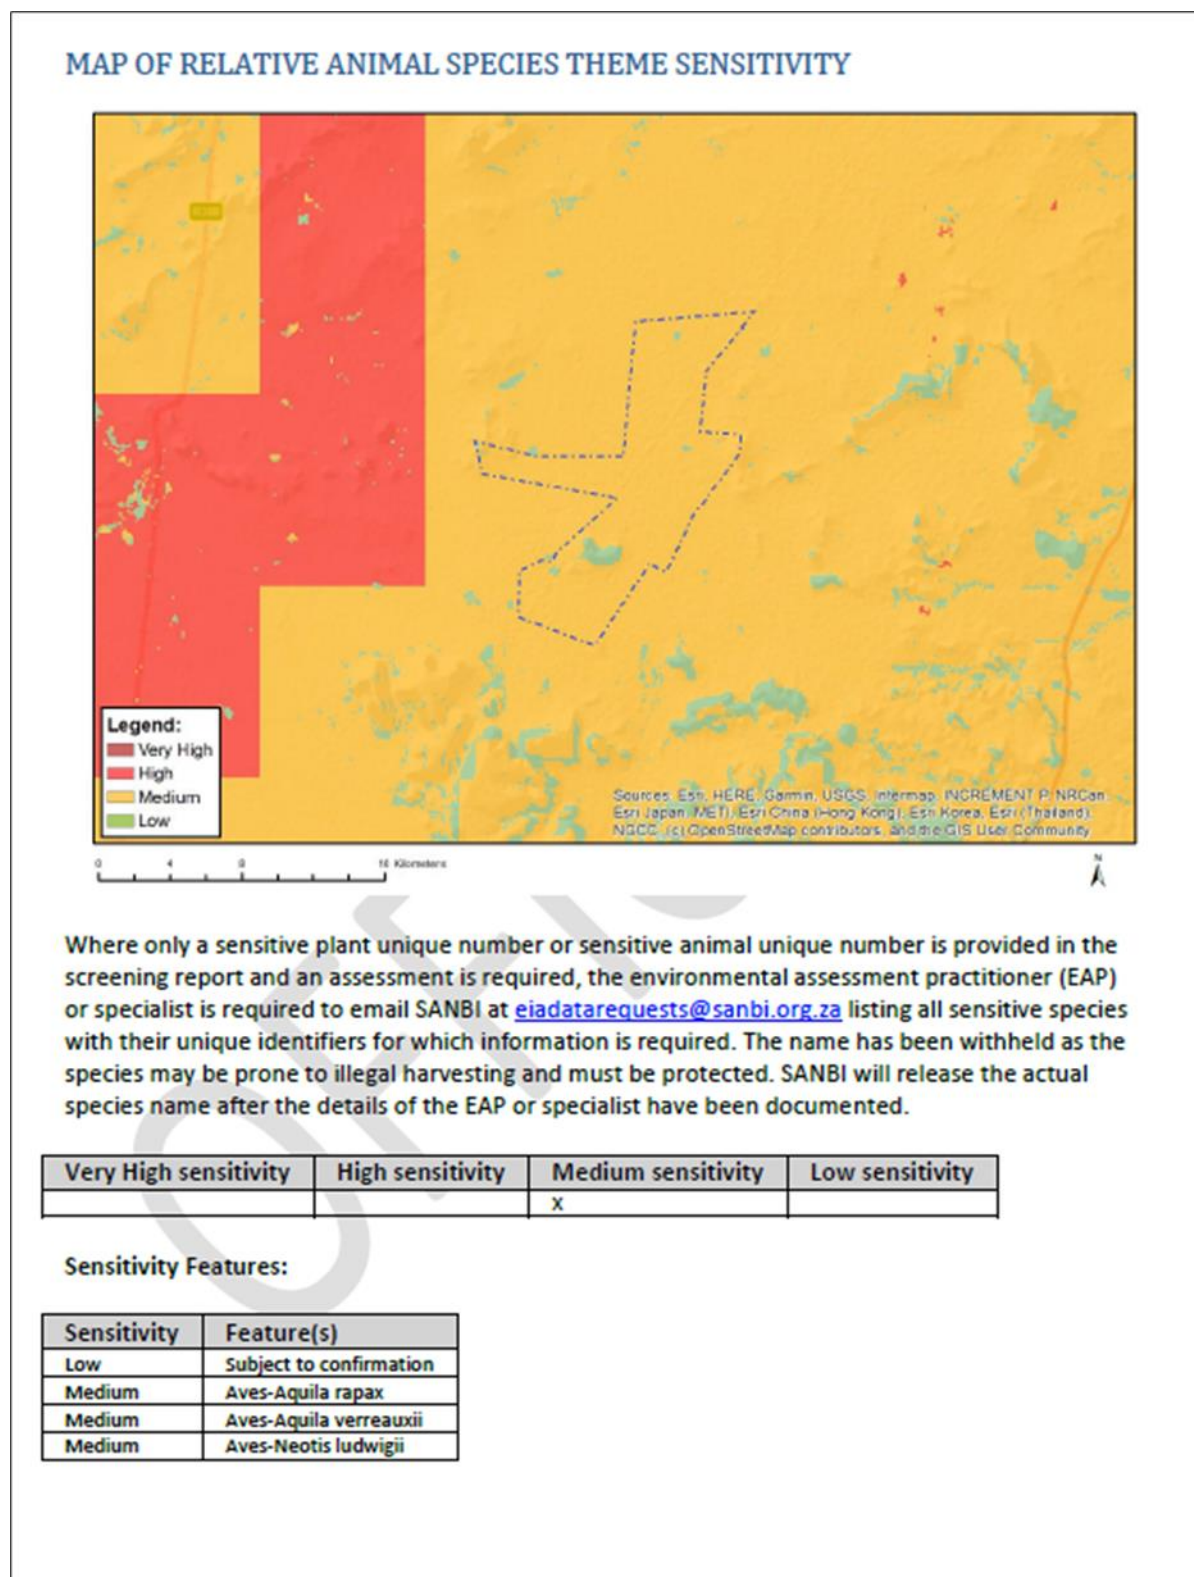 MAP OF RELATIVE ANIMAL SPECIES THEME SENSITIVITY
Legend:
Very High
High
Medium
Low
Sources: Esri, HERE, Garmin, USGS, Intermap, INCREMENT P, NRCan,
Esri Japan, METI, Esri China (Hong Kong), Esri Korea, Esri (Thailand),
NGCC, (c) OpenStreetMap contributors, and the GIS User Community
0 4 8 16 Kilometers
N
Where only a sensitive plant unique number or sensitive animal unique number is provided in the
screening report and an assessment is required, the environmental assessment practitioner (EAP)
or specialist is required to email SANBI at eiadatarequests@sanbi.org.za listing all sensitive species
with their unique identifiers for which information is required. The name has been withheld as the
species may be prone to illegal harvesting and must be protected. SANBI will release the actual
species name after the details of the EAP or specialist have been documented.
Very High sensitivity High sensitivity Medium sensitivity Low sensitivity
X
Sensitivity Features:
Sensitivity Feature(s)
Low Subject to confirmation
Medium Aves-Aquila rapax
Medium Aves-Aquila verreauxii
Medium Aves-Neotis ludwigii